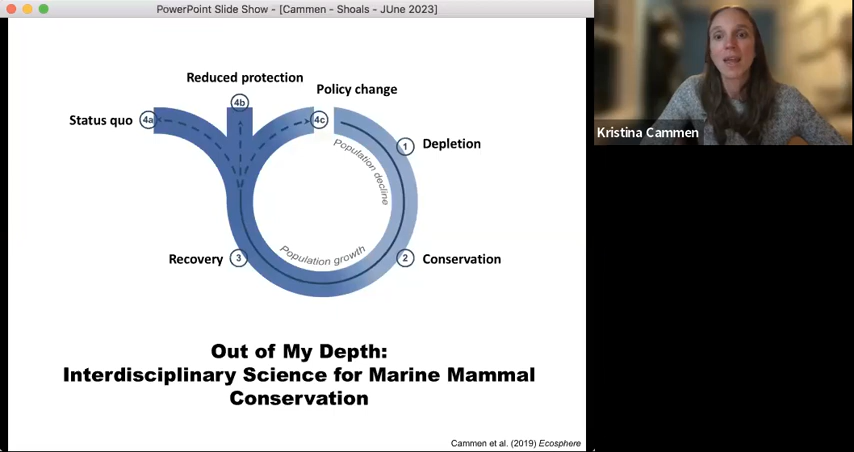 PowerPoint Slide Show - [Cammen - Shoals - JUne 2023]
Reduced protection
Policy change
4b
Status quo
4a
4c
1
Depletion
Population decline
Population growth
Recovery
3
2
Conservation
Out of My Depth:
Interdisciplinary Science for Marine Mammal
Conservation
Cammen et al. (2019) Ecosphere
Kristina Cammen